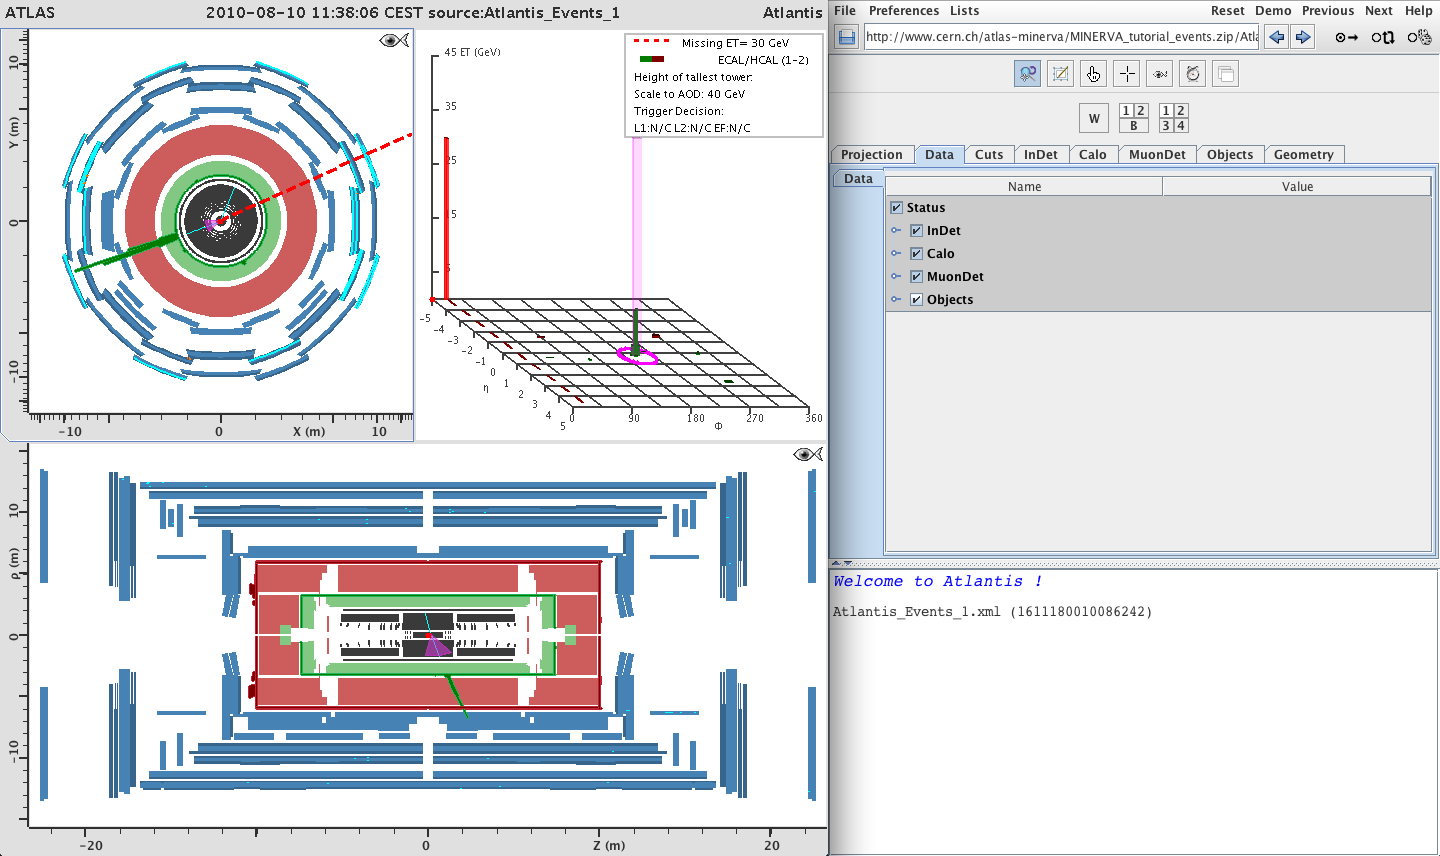 ATLAS 2010-08-10 11:38:06 CEST source:Atlantis_Events_1 Atlantis
File Preferences Lists Reset Demo Previous Next Help
http://www.cern.ch/atlas-minerva/MINERVA_tutorial_events.zip/Atla
W
1 2
B
1 2
3 4
Projection Data Cuts InDet Calo MuonDet Objects Geometry
Data
Name Value
Status
InDet
Calo
MuonDet
Objects
Welcome to Atlantis !
Atlantis_Events_1.xml (1611180010086242)
10
Y (m)
0
-10
-10 0 X (m) 10
45 ET (GeV)
35
25
15
5
Missing ET= 30 GeV
ECAL/HCAL (1-2)
Height of tallest tower:
Scale to AOD: 40 GeV
Trigger Decision:
L1:N/C L2:N/C EF:N/C
-5
-4
-3
-2
-1
0
1
2
3
4
5
η
0 90 180 270 360
Φ
10
ρ (m)
0
-10
-20 0 Z (m) 20